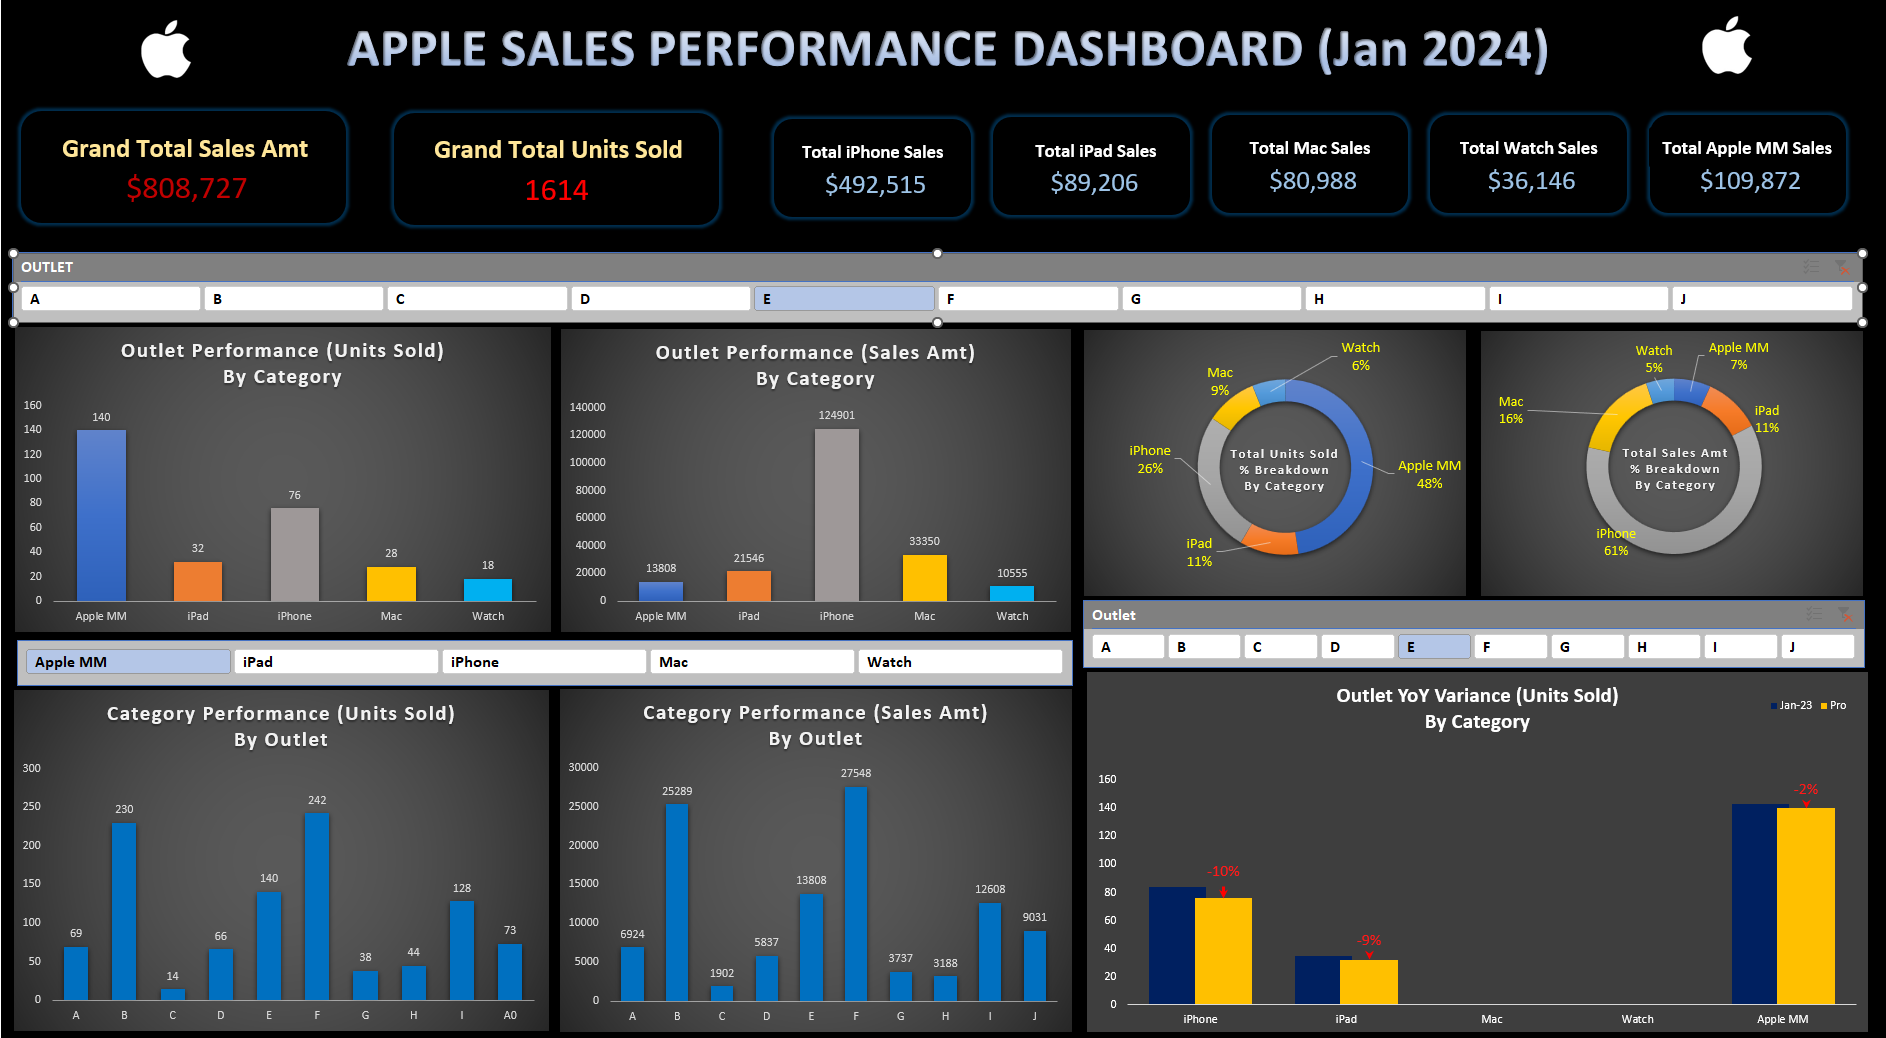 APPLE SALES PERFORMANCE DASHBOARD (Jan 2024)
Grand Total Sales Amt
$808,727
Grand Total Units Sold
1614
Total iPhone Sales
$492,515
Total iPad Sales
$89,206
Total Mac Sales
$80,988
Total Watch Sales
$36,146
Total Apple MM Sales
$109,872
OUTLET
A B C D E F G H I J
Outlet Performance (Units Sold)
By Category
160
140
120
100
80
60
40
20
0
140
32
76
28
18
Apple MM iPad iPhone Mac Watch
Outlet Performance (Sales Amt)
By Category
140000
120000
100000
80000
60000
40000
20000
0
13808
21546
124901
33350
10555
Apple MM iPad iPhone Mac Watch
Watch
6%
Mac
9%
iPhone
26%
iPad
11%
Apple MM
48%
Total Units Sold
% Breakdown
By Category
Watch
5%
Apple MM
7%
Mac
16%
iPad
11%
iPhone
61%
Total Sales Amt
% Breakdown
By Category
Apple MM iPad iPhone Mac Watch
Outlet
A B C D E F G H I J
Category Performance (Units Sold)
By Outlet
300
250
200
150
100
50
0
69
230
14
66
140
242
38
44
128
73
A B C D E F G H I A0
Category Performance (Sales Amt)
By Outlet
30000
25000
20000
15000
10000
5000
0
6924
25289
1902
5837
13808
27548
3737
3188
12608
9031
A B C D E F G H I J
Outlet YoY Variance (Units Sold)
By Category
Jan-23 Pro
160
140
120
100
80
60
40
20
0
-10%
-9%
-2%
iPhone iPad Mac Watch Apple MM